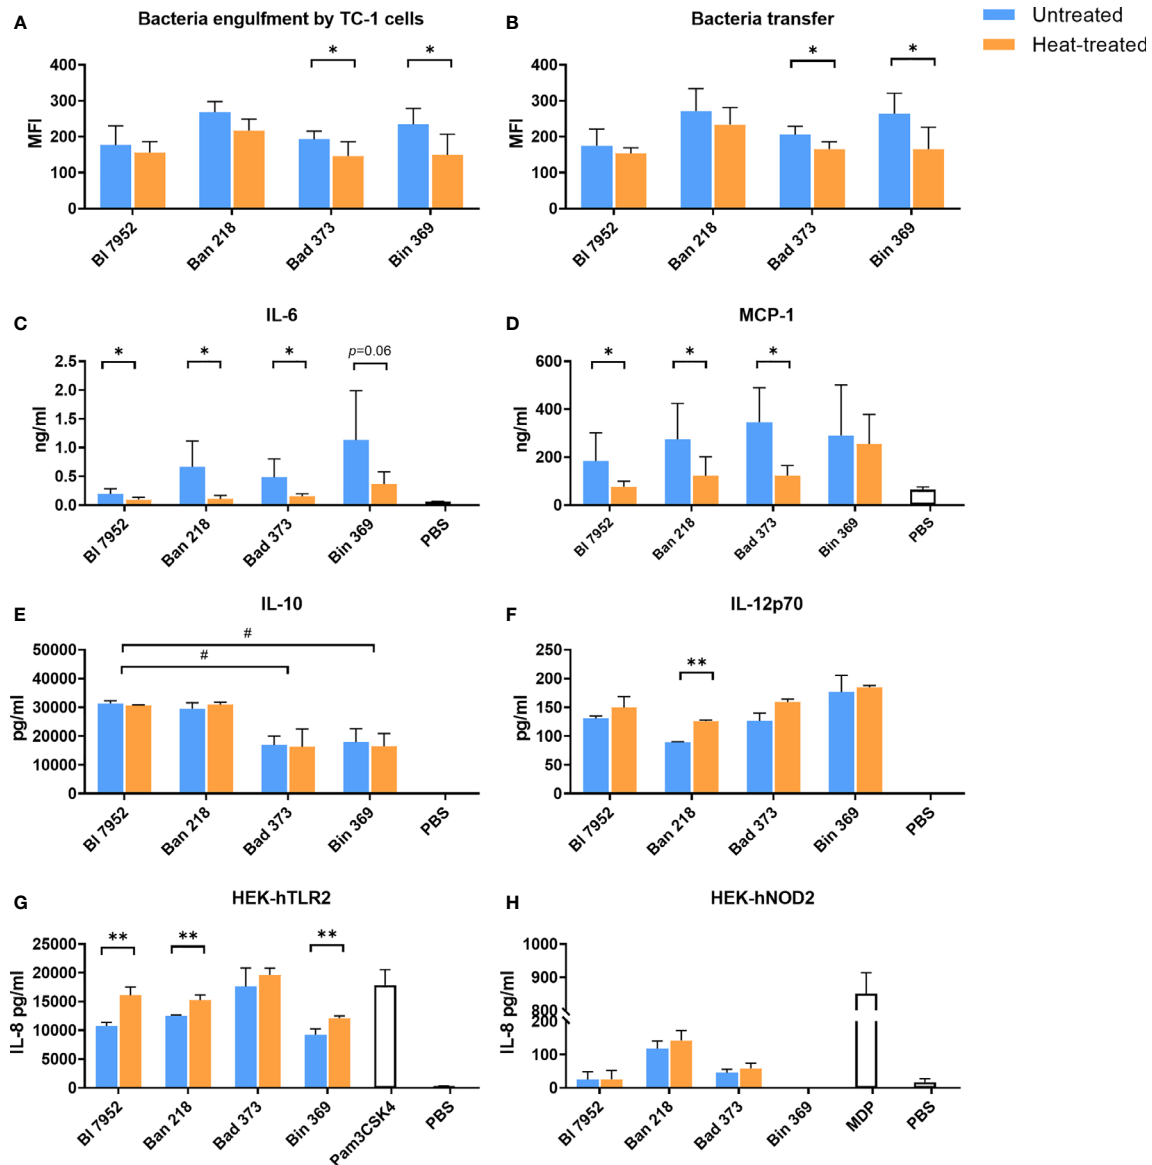 A Bacteria engulfment by TC-1 cells
* *
400
300
200
100
0
MFI
Bl 7952 Ban 218 Bad 373 Bin 369
B Bacteria transfer
* *
400
300
200
100
0
MFI
Bl 7952 Ban 218 Bad 373 Bin 369
Untreated
Heat-treated
C IL-6
* * * p=0.06
2.5
2.0
1.5
1.0
0.5
0.0
ng/ml
Bl 7952 Ban 218 Bad 373 Bin 369 PBS
D MCP-1
* * *
600
400
200
0
ng/ml
Bl 7952 Ban 218 Bad 373 Bin 369 PBS
E IL-10
#
#
50000
40000
30000
20000
10000
0
pg/ml
Bl 7952 Ban 218 Bad 373 Bin 369 PBS
F IL-12p70
**
250
200
150
100
50
0
pg/ml
Bl 7952 Ban 218 Bad 373 Bin 369 PBS
G HEK-hTLR2
** ** **
25000
20000
15000
10000
5000
0
IL-8 pg/ml
Bl 7952 Ban 218 Bad 373 Bin 369 Pam3CSK4 PBS
H HEK-hNOD2
1000
900
800
200
100
0
IL-8 pg/ml
Bl 7952 Ban 218 Bad 373 Bin 369 MDP PBS